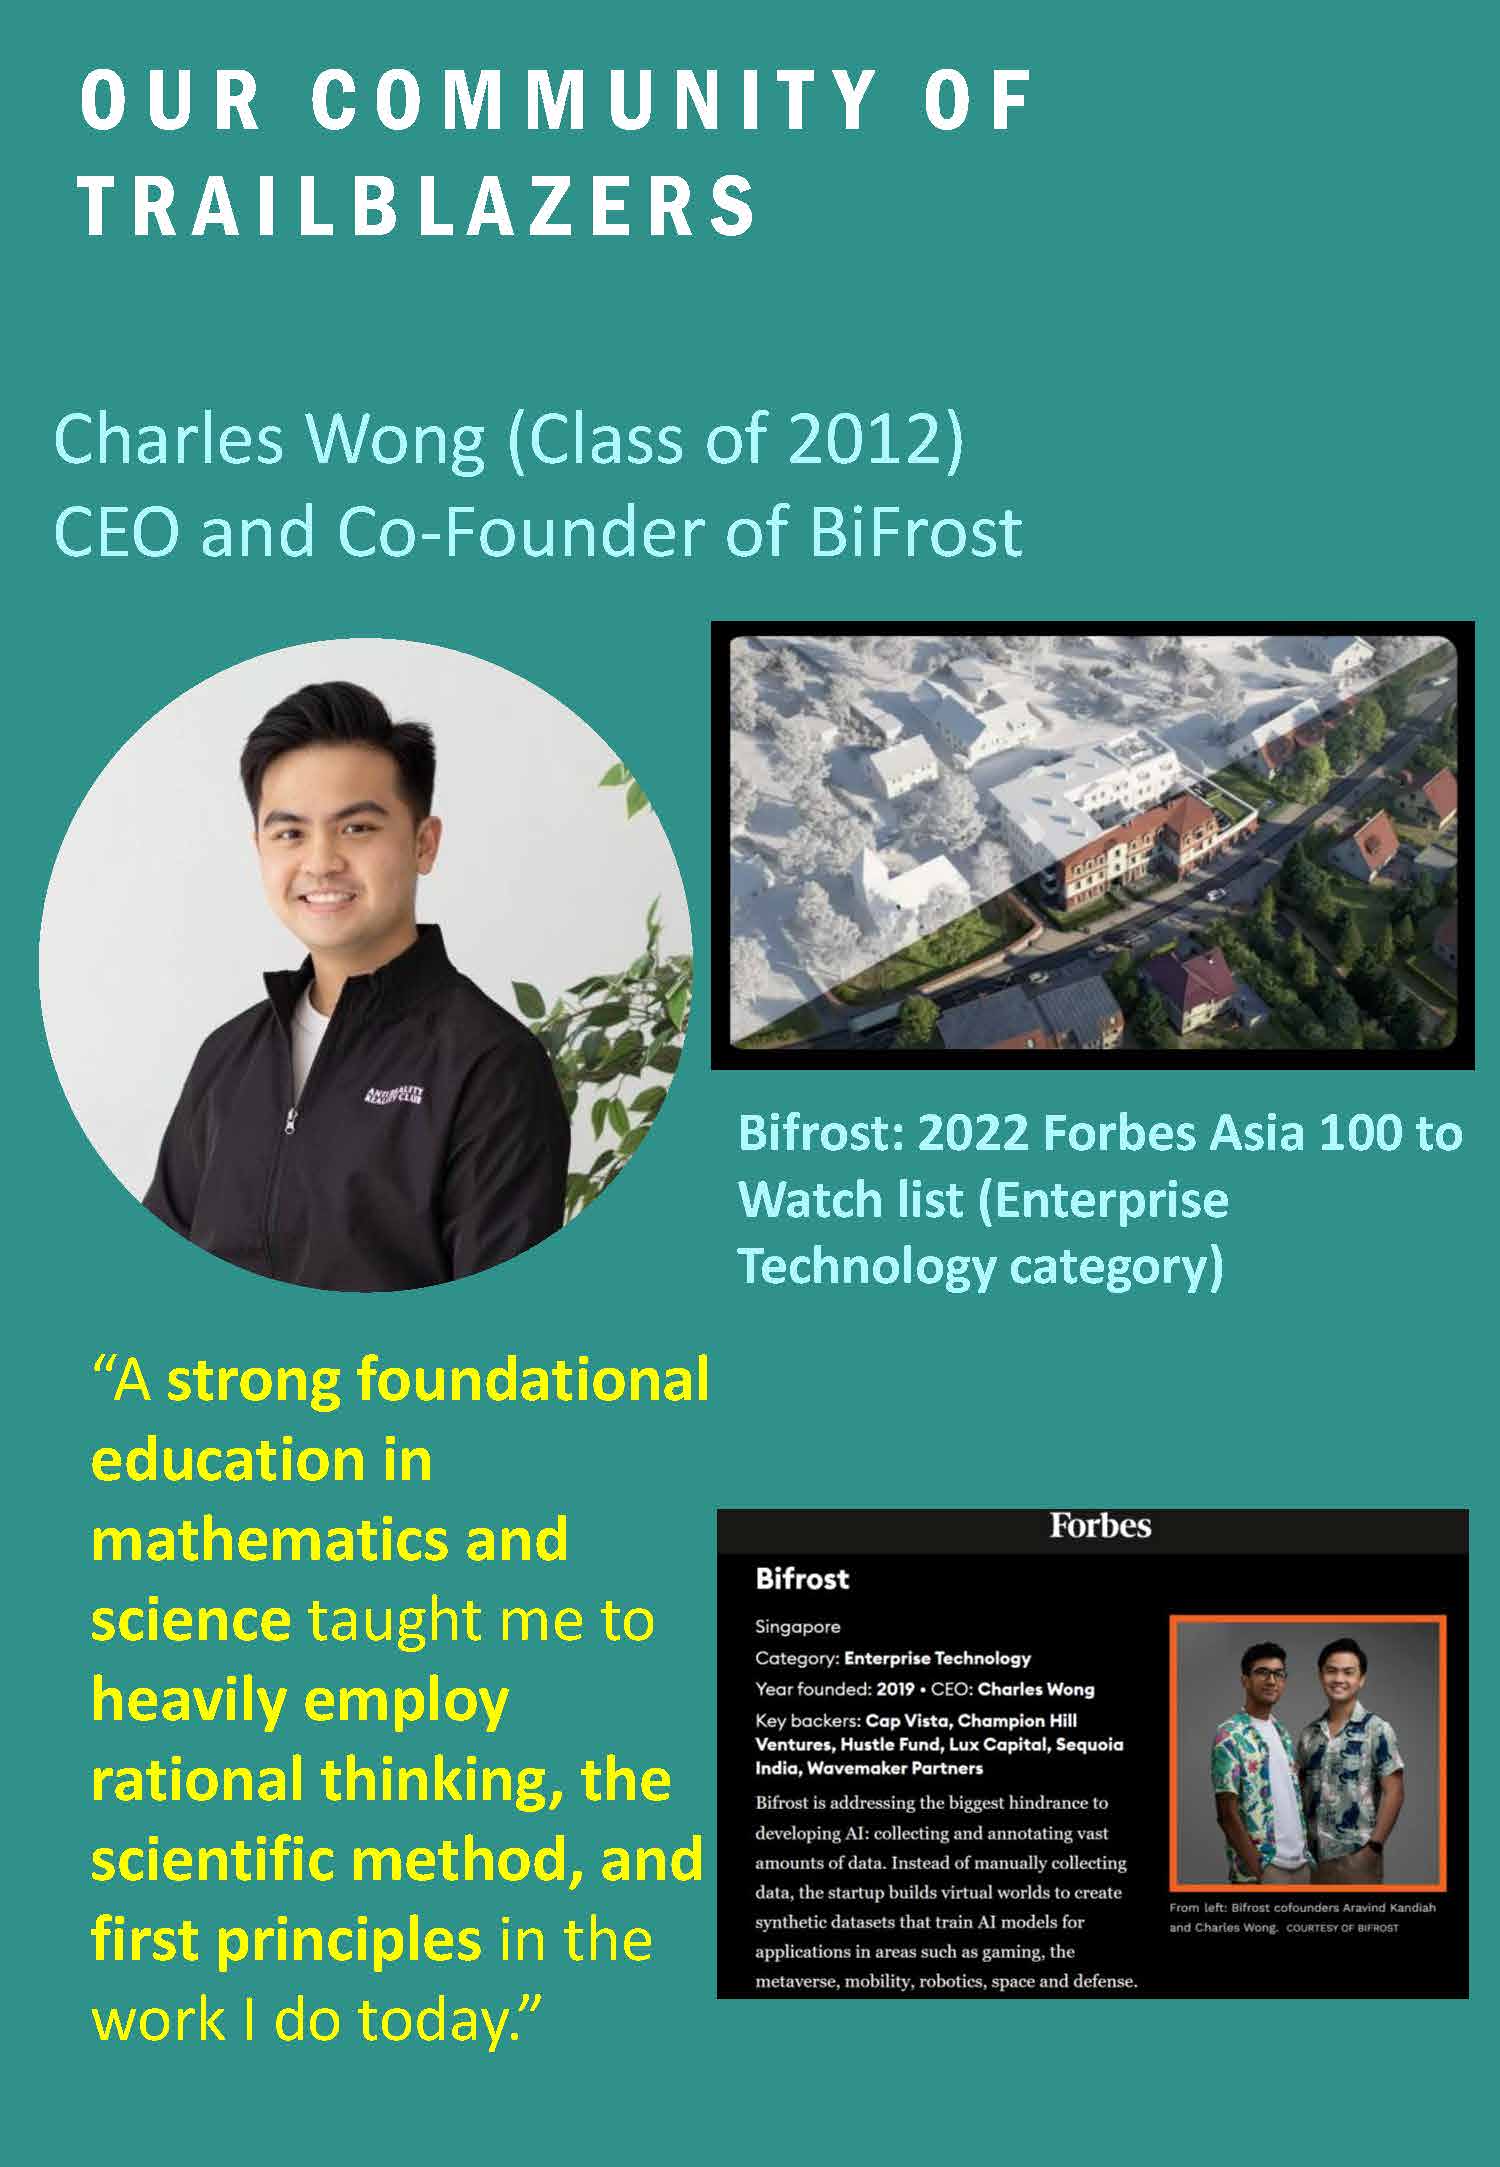 OUR COMMUNITY OF
TRAILBLAZERS
Charles Wong (Class of 2012)
CEO and Co-Founder of BiFrost
ANTI REALITY
REALITY CLUB
Bifrost: 2022 Forbes Asia 100 to
Watch list (Enterprise
Technology category)
“A strong foundational
education in
mathematics and
science taught me to
heavily employ
rational thinking, the
scientific method, and
first principles in the
work I do today.”
Forbes
Bifrost
Singapore
Category: Enterprise Technology
Year founded: 2019 • CEO: Charles Wong
Key backers: Cap Vista, Champion Hill
Ventures, Hustle Fund, Lux Capital, Sequoia
India, Wavemaker Partners
Bifrost is addressing the biggest hindrance to
developing AI: collecting and annotating vast
amounts of data. Instead of manually collecting
data, the startup builds virtual worlds to create
synthetic datasets that train AI models for
applications in areas such as gaming, the
metaverse, mobility, robotics, space and defense.
From left: Bifrost cofounders Aravind Kandiah
and Charles Wong. COURTESY OF BIFROST